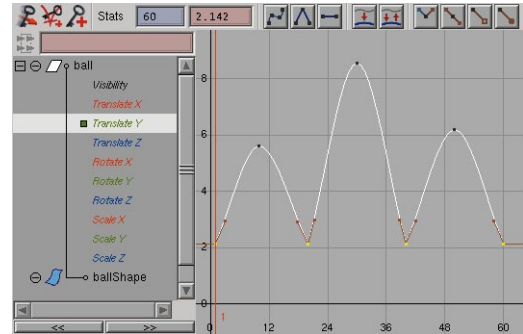 Stats 60 2.142
ball
Visibility
Translate X
Translate Y
Translate Z
Rotate X
Rotate Y
Rotate Z
Scale X
Scale Y
Scale Z
ballShape
<< >>
8
6
4
2
0
1
0 12 24 36 48 60